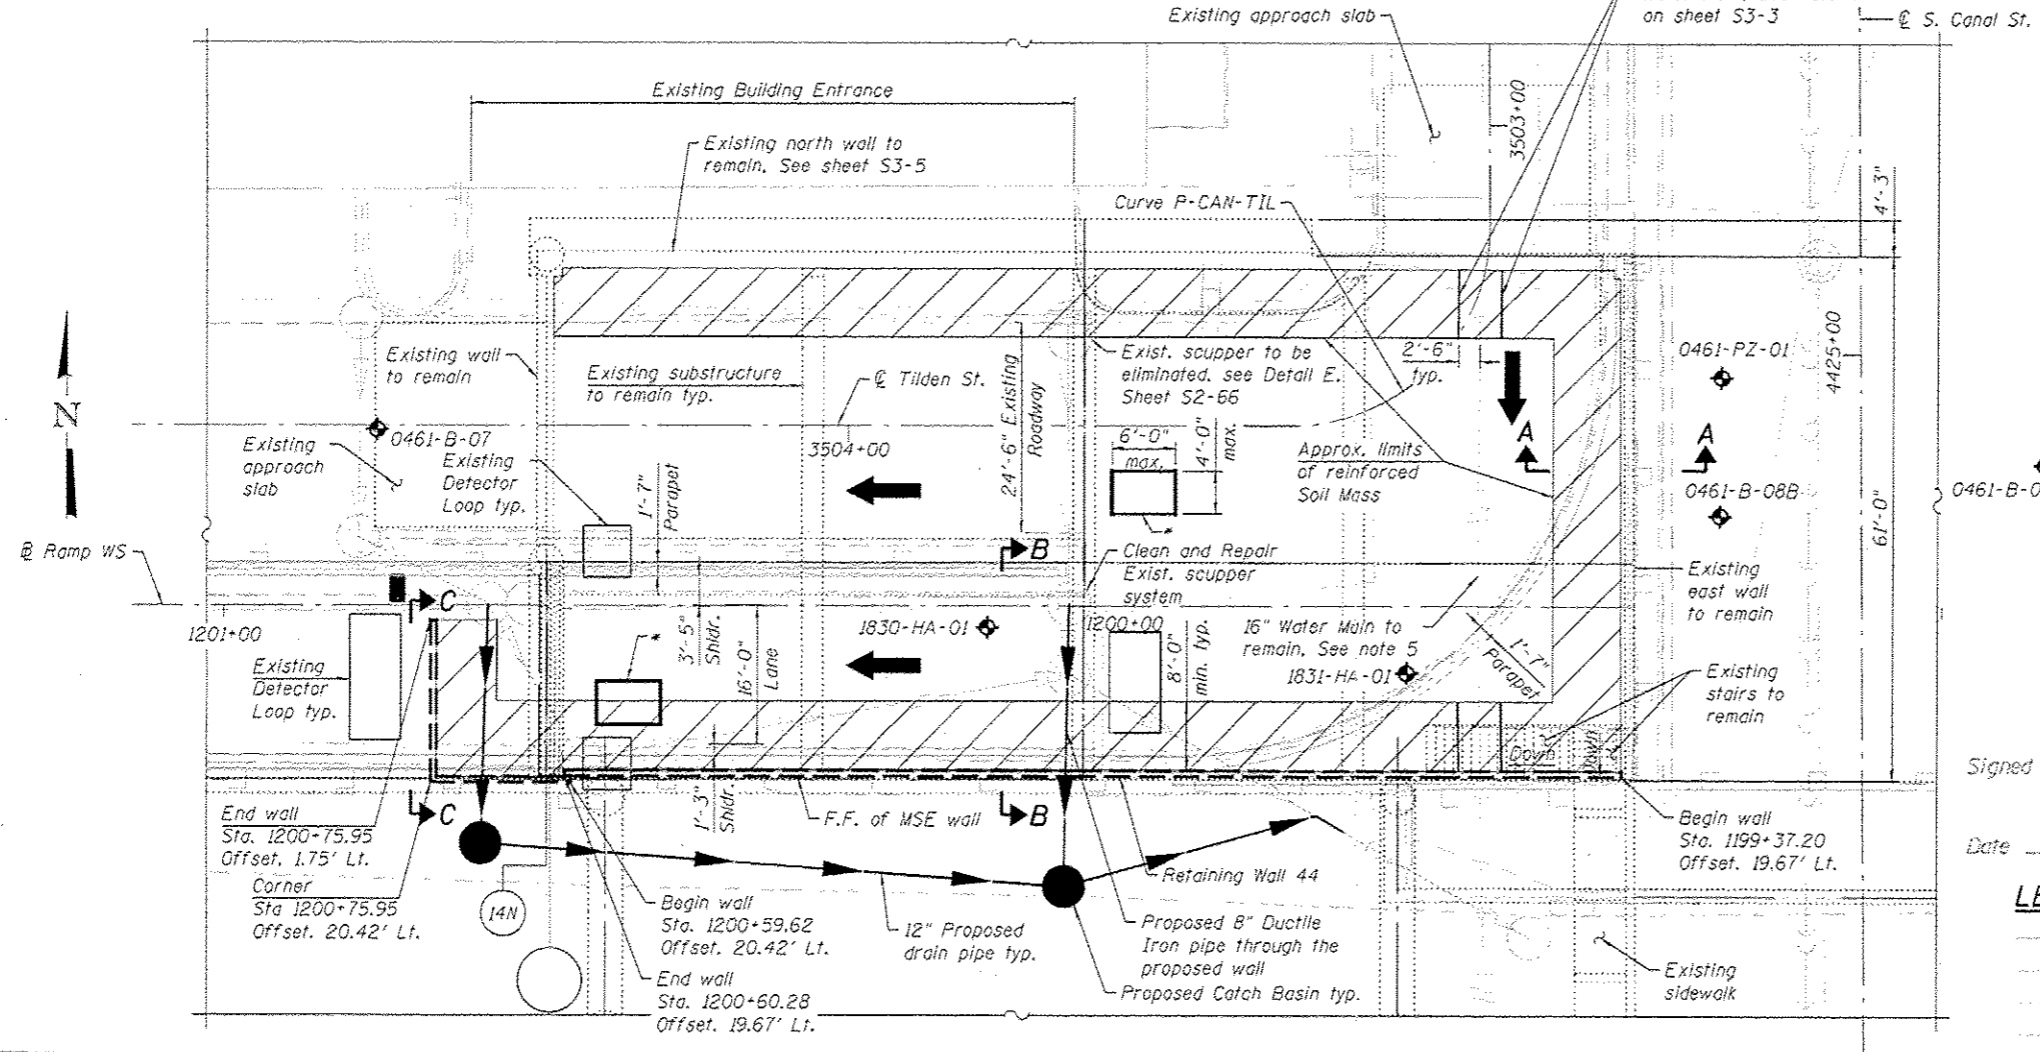 Existing approach slab
on sheet S3-3
℄ S. Canal St.
Existing Building Entrance
Existing north wall to
remain. See sheet S3-5
3503+00
4'-3"
Curve P-CAN-TIL
Existing wall
to remain
Existing substructure
to remain typ.
℄ Tilden St.
Exist. scupper to be
eliminated. see Detail E.
Sheet S2-66
2'-6"
typ.
0461-PZ-01
4425+00
N
0461-B-07
Existing
approach
slab
Existing
Detector
Loop typ.
3504+00
24'-6" Existing
Roadway
6'-0"
max.
4'-0"
max.
Approx. limits
of reinforced
Soil Mass
A
A
0461-B-08B
0461-B-0
61'-0"
1'-7"
Parapet
*
B
Clean and Repair
Exist. scupper
system
Existing
east wall
to remain
Ramp WS
C
1201+00
1830-HA-01
1200+00
16" Water Main to
remain. See note 5
1831-HA-01
1'-7"
Parapet
Existing
Detector
Loop typ.
*
3'-5"
Shldr.
16'-0"
Lane
8'-0"
min. typ.
Existing
stairs to
remain
Down
Down
Signed
1'-3"
Shldr.
C
F.F. of MSE wall
B
End wall
Sta. 1200+75.95
Offset. 1.75' Lt.
Begin wall
Sta. 1199+37.20
Offset. 19.67' Lt.
Date
Corner
Sta 1200+75.95
Offset. 20.42' Lt.
14N
Begin wall
Sta. 1200+59.62
Offset. 20.42' Lt.
Retaining Wall 44
12" Proposed
drain pipe typ.
Proposed 8" Ductile
Iron pipe through the
proposed wall
End wall
Sta. 1200+60.28
Offset. 19.67' Lt.
Proposed Catch Basin typ.
Existing
sidewalk